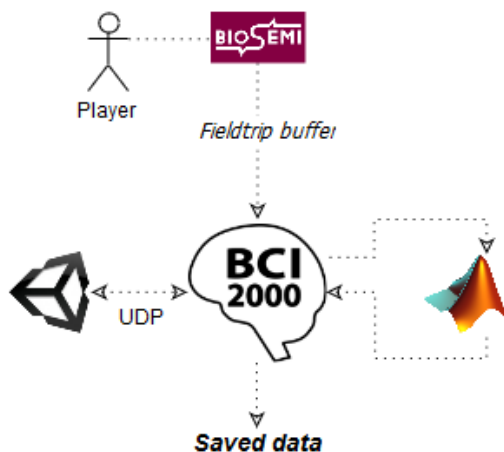 BIOSEMI
Player
Fieldtrip buffer
BCI
2000
UDP
Saved data